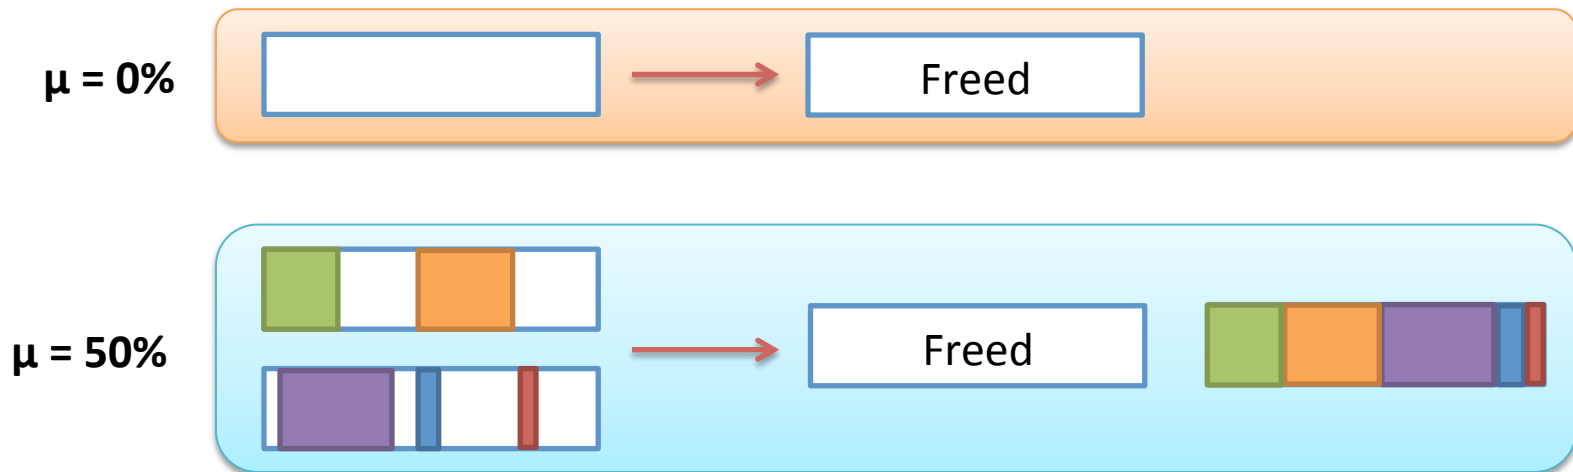 μ = 0%
Freed
μ = 50%
Freed